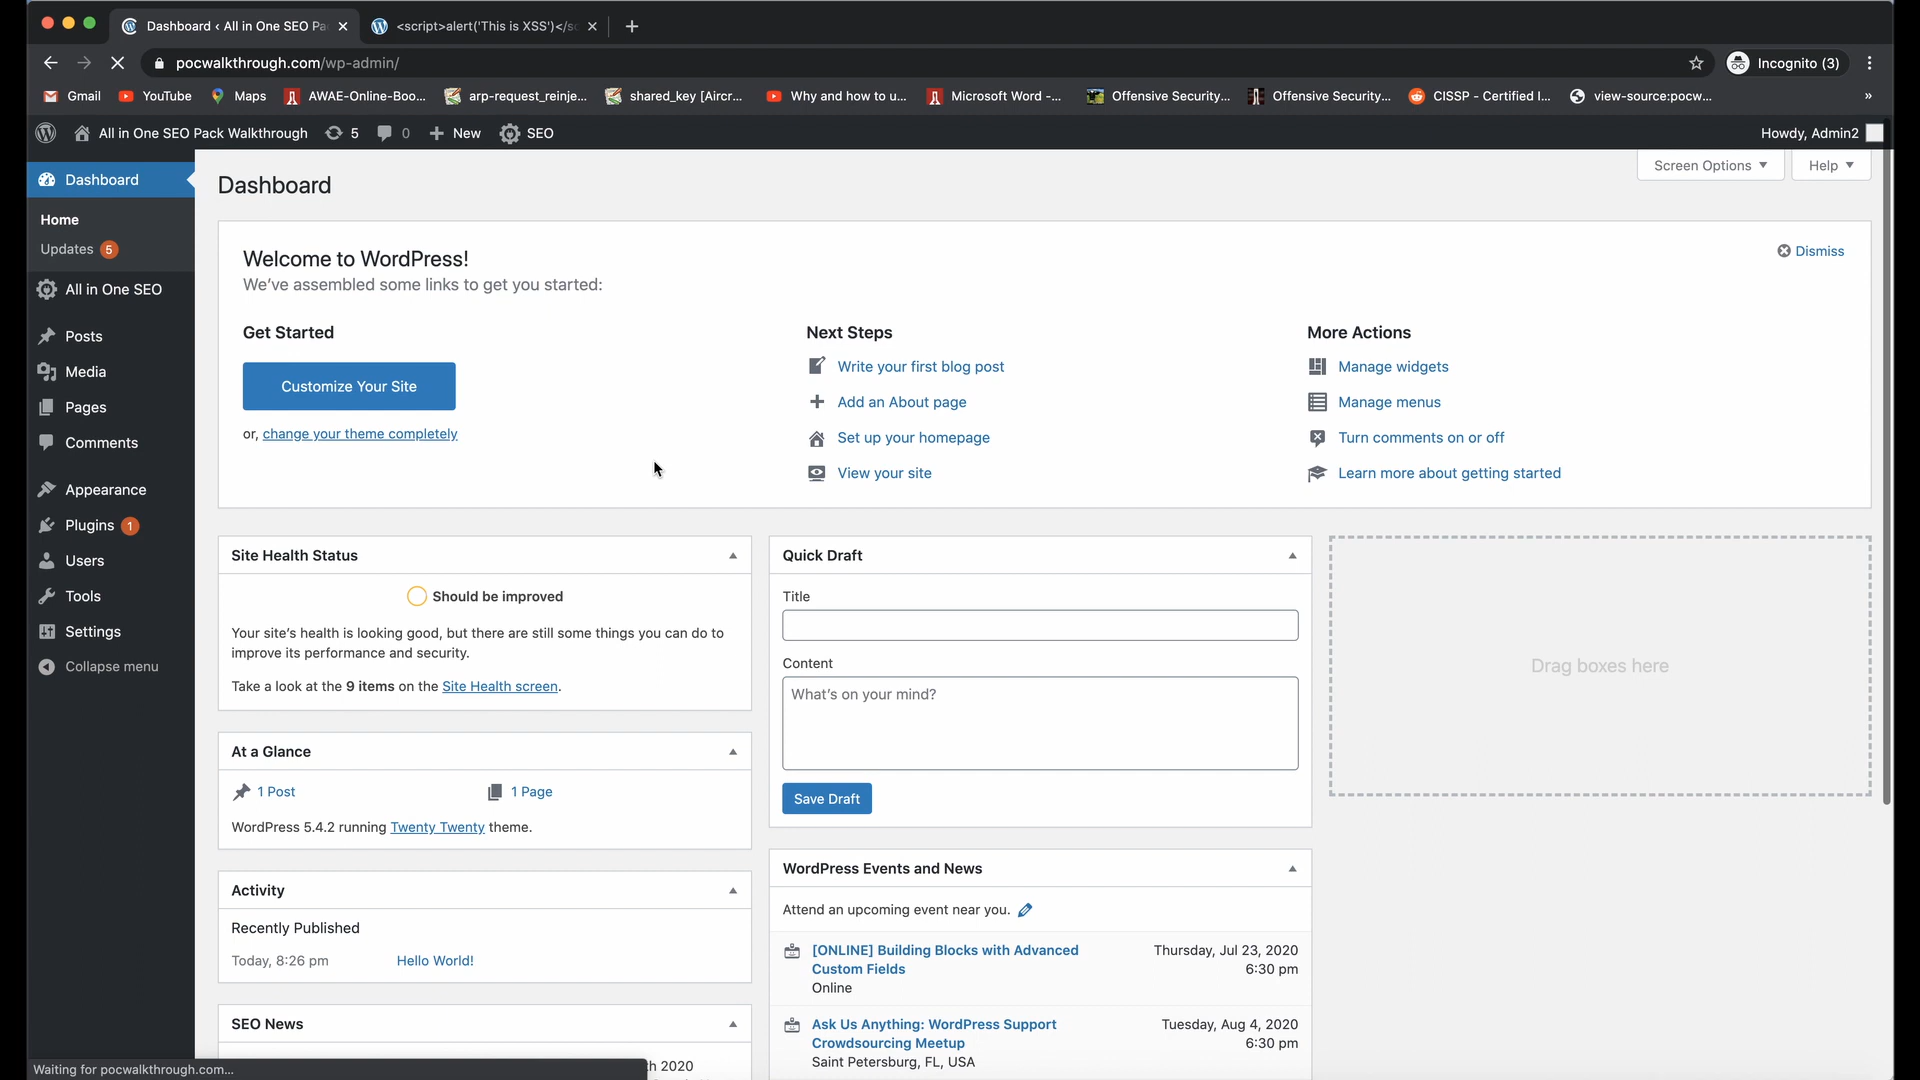 Dashboard ‹ All in One SEO Pa
<script>alert('This is XSS')</sc
pocwalkthrough.com/wp-admin/
Incognito (3)
Gmail
YouTube
Maps
AWAE-Online-Boo...
arp-request_reinje...
shared_key [Aircr...
Why and how to u...
Microsoft Word -...
Offensive Security...
Offensive Security...
CISSP - Certified I...
view-source:pocw...
»
All in One SEO Pack Walkthrough
5
0
New
SEO
Howdy, Admin2
Dashboard
Home
Updates 5
All in One SEO
Posts
Media
Pages
Comments
Appearance
Plugins 1
Users
Tools
Settings
Collapse menu
Screen Options
Help
Dashboard
Welcome to WordPress!
We've assembled some links to get you started:
Dismiss
Get Started
Customize Your Site
or, change your theme completely
Next Steps
Write your first blog post
Add an About page
Set up your homepage
View your site
More Actions
Manage widgets
Manage menus
Turn comments on or off
Learn more about getting started
Site Health Status
Should be improved
Your site's health is looking good, but there are still some things you can do to
improve its performance and security.
Take a look at the 9 items on the Site Health screen.
At a Glance
1 Post
1 Page
WordPress 5.4.2 running Twenty Twenty theme.
Activity
Recently Published
Today, 8:26 pm
Hello World!
SEO News
th 2020
Quick Draft
Title
Content
What's on your mind?
Save Draft
WordPress Events and News
Attend an upcoming event near you.
[ONLINE] Building Blocks with Advanced
Custom Fields
Online
Thursday, Jul 23, 2020
6:30 pm
Ask Us Anything: WordPress Support
Crowdsourcing Meetup
Saint Petersburg, FL, USA
Tuesday, Aug 4, 2020
6:30 pm
Drag boxes here
Waiting for pocwalkthrough.com...